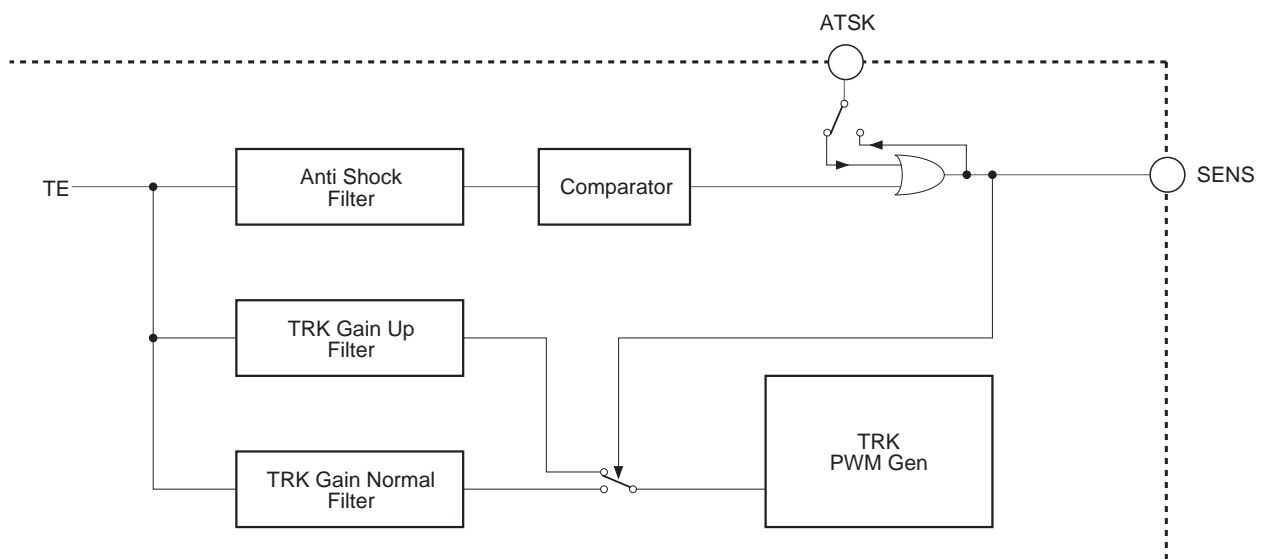 ATSK
TE
Anti Shock
Filter
Comparator
SENS
TRK Gain Up
Filter
TRK
PWM Gen
TRK Gain Normal
Filter